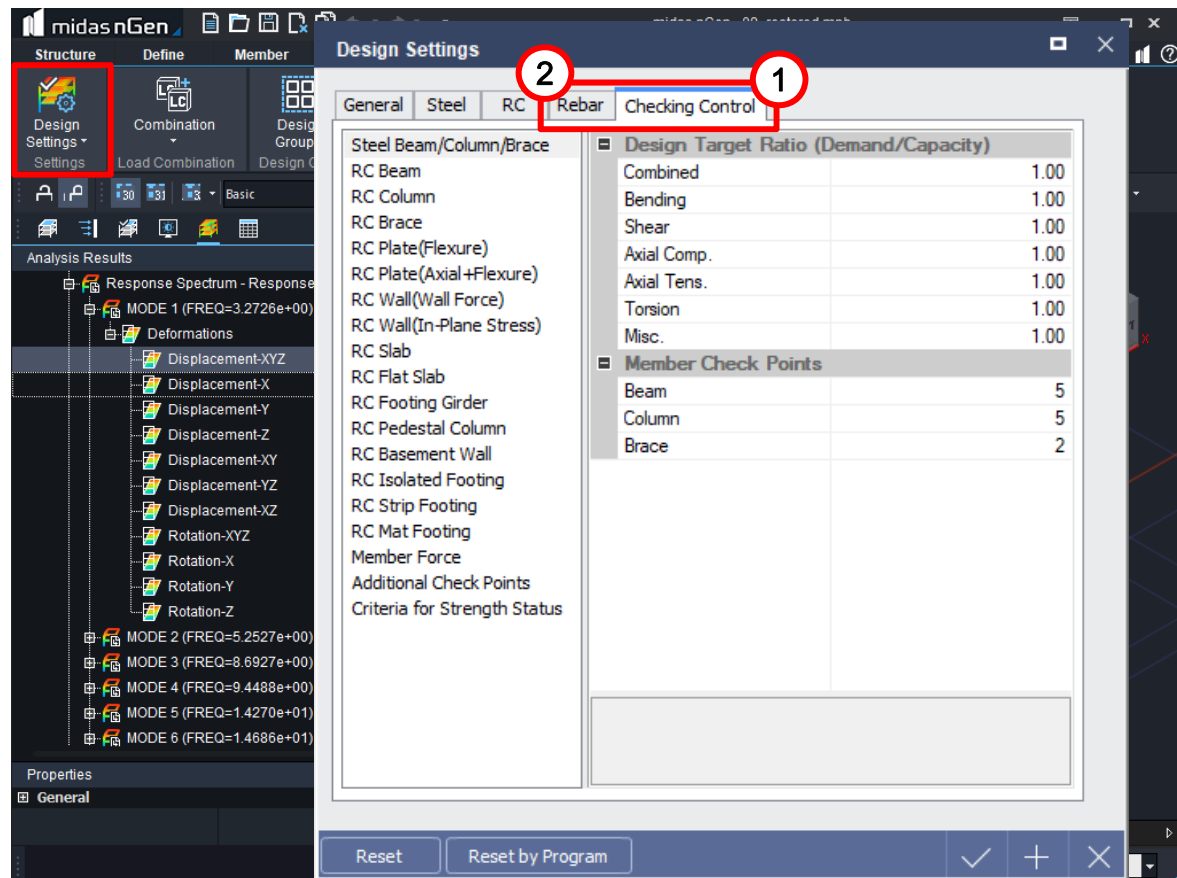 midas nGen
Structure Define Member
Design Settings
Combination
Settings Load Combination
Basic
Analysis Results
Response Spectrum - Response
MODE 1 (FREQ=3.2726e+00)
Deformations
Displacement-XYZ
Displacement-X
Displacement-Y
Displacement-Z
Displacement-XY
Displacement-YZ
Displacement-XZ
Rotation-XYZ
Rotation-X
Rotation-Y
Rotation-Z
MODE 2 (FREQ=5.2527e+00)
MODE 3 (FREQ=8.6927e+00)
MODE 4 (FREQ=9.4488e+00)
MODE 5 (FREQ=1.4270e+01)
MODE 6 (FREQ=1.4686e+01)
Properties
General
Design Settings
2
1
General Steel RC Rebar Checking Control
Steel Beam/Column/Brace
RC Beam
RC Column
RC Brace
RC Plate(Flexure)
RC Plate(Axial+Flexure)
RC Wall(Wall Force)
RC Wall(In-Plane Stress)
RC Slab
RC Flat Slab
RC Footing Girder
RC Pedestal Column
RC Basement Wall
RC Isolated Footing
RC Strip Footing
RC Mat Footing
Member Force
Additional Check Points
Criteria for Strength Status
Design Target Ratio (Demand/Capacity)
Combined 1.00
Bending 1.00
Shear 1.00
Axial Comp. 1.00
Axial Tens. 1.00
Torsion 1.00
Misc. 1.00
Member Check Points
Beam 5
Column 5
Brace 2
Reset Reset by Program